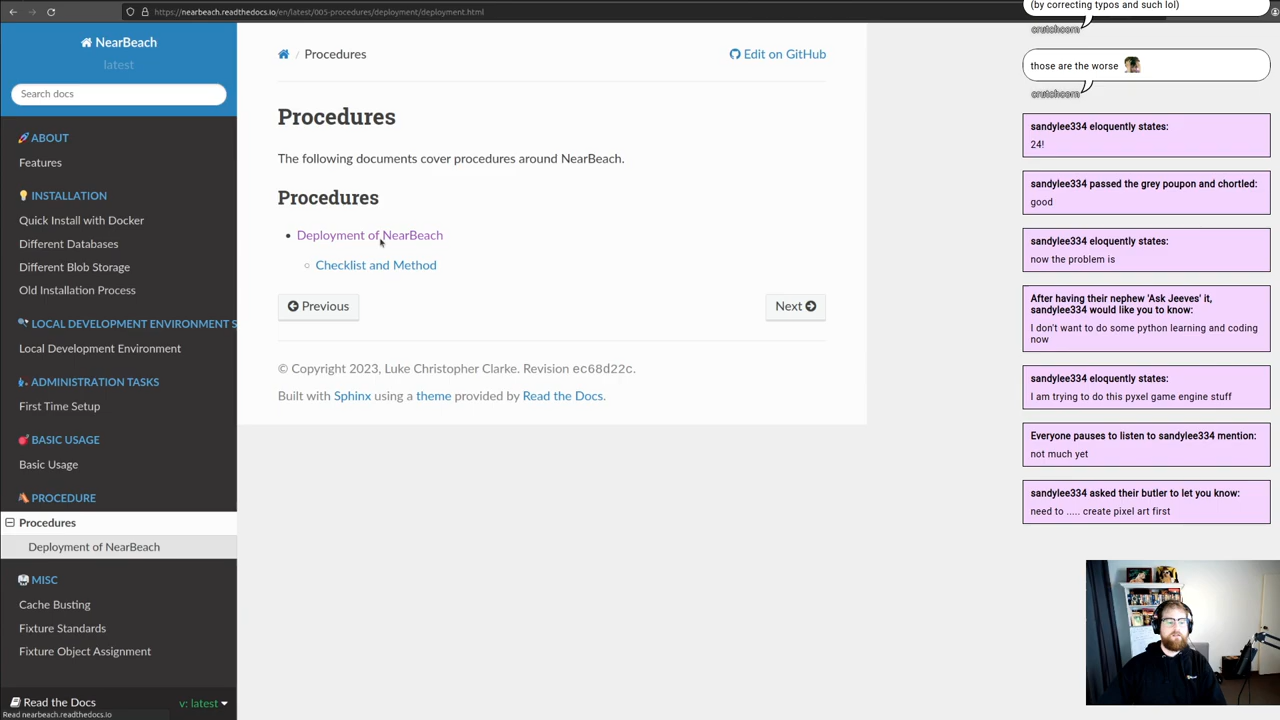 https://nearbeach.readthedocs.io/en/latest/005-procedures/deployment/deployment.html
NearBeach
latest
Search docs
ABOUT
Features
INSTALLATION
Quick Install with Docker
Different Databases
Different Blob Storage
Old Installation Process
LOCAL DEVELOPMENT ENVIRONMENT S
Local Development Environment
ADMINISTRATION TASKS
First Time Setup
BASIC USAGE
Basic Usage
PROCEDURE
Procedures
Deployment of NearBeach
MISC
Cache Busting
Fixture Standards
Fixture Object Assignment
Read the Docs
v: latest
Read nearbeach.readthedocs.io
Procedures
Edit on GitHub
Procedures
The following documents cover procedures around NearBeach.
Procedures
Deployment of NearBeach
Checklist and Method
Previous
Next
© Copyright 2023, Luke Christopher Clarke. Revision ec68d22c.
Built with Sphinx using a theme provided by Read the Docs.
(by correcting typos and such lol)
crutchcorn
those are the worse
crutchcorn
sandylee334 eloquently states:
24!
sandylee334 passed the grey poupon and chortled:
good
sandylee334 eloquently states:
now the problem is
After having their nephew 'Ask Jeeves' it,
sandylee334 would like you to know:
I don't want to do some python learning and coding
now
sandylee334 eloquently states:
I am trying to do this pyxel game engine stuff
Everyone pauses to listen to sandylee334 mention:
not much yet
sandylee334 asked their butler to let you know:
need to ..... create pixel art first